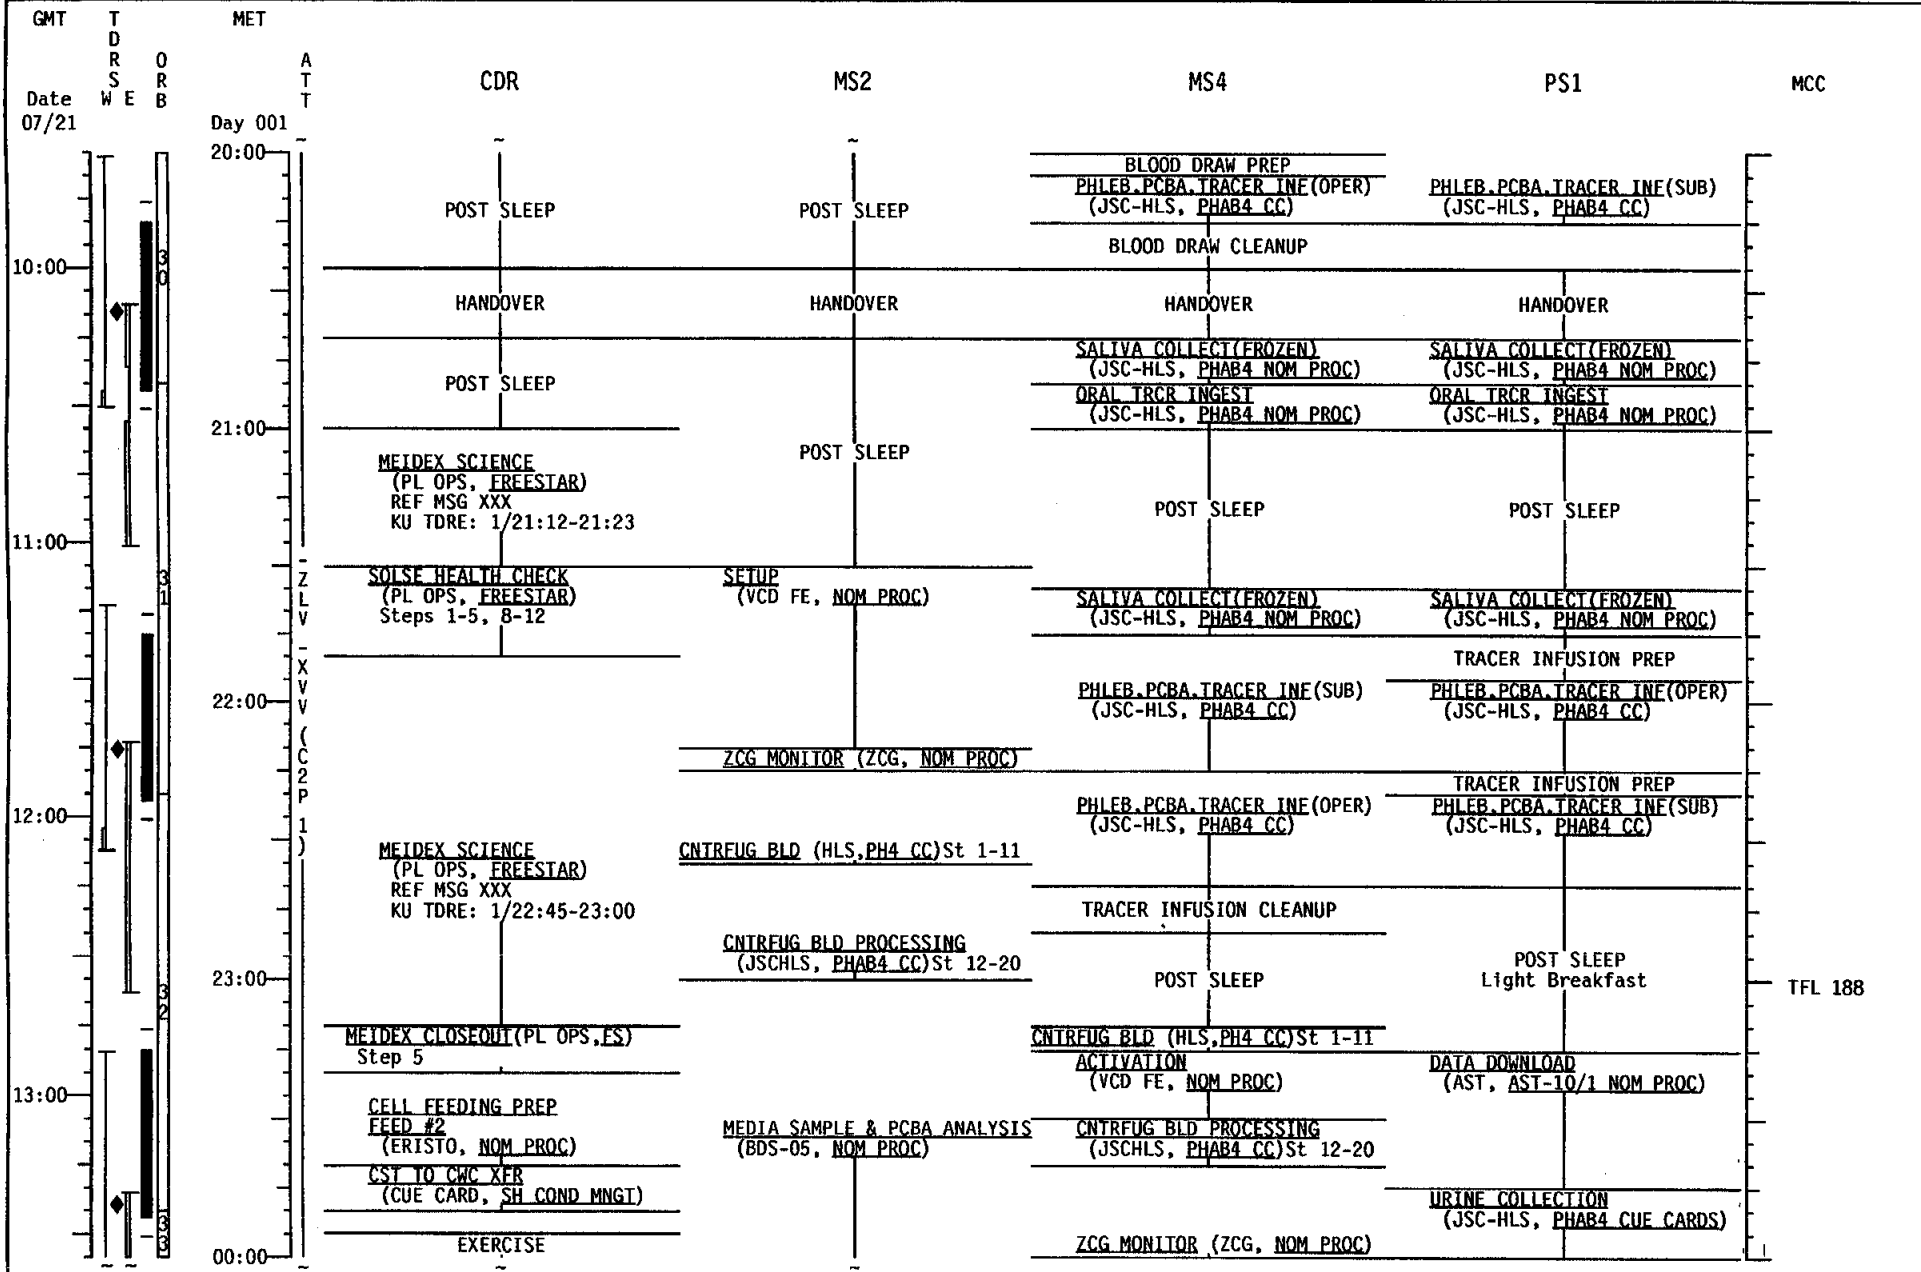 GMT
TDRS
W E
ORB
MET
ATT
CDR
MS2
MS4
PS1
MCC
Date
07/21
Day 001
20:00
BLOOD DRAW PREP
PHLEB.PCBA.TRACER INF(OPER)
(JSC-HLS, PHAB4 CC)
PHLEB.PCBA.TRACER INF(SUB)
(JSC-HLS, PHAB4 CC)
POST SLEEP
POST SLEEP
BLOOD DRAW CLEANUP
10:00
30
HANDOVER
HANDOVER
HANDOVER
HANDOVER
SALIVA COLLECT(FROZEN)
(JSC-HLS, PHAB4 NOM PROC)
SALIVA COLLECT(FROZEN)
(JSC-HLS, PHAB4 NOM PROC)
POST SLEEP
ORAL TRCR INGEST
(JSC-HLS, PHAB4 NOM PROC)
ORAL TRCR INGEST
(JSC-HLS, PHAB4 NOM PROC)
21:00
POST SLEEP
MEIDEX SCIENCE
(PL OPS, FREESTAR)
REF MSG XXX
KU TDRE: 1/21:12-21:23
POST SLEEP
POST SLEEP
11:00
31
-ZLV -XVV (C2P 1)
SOLSE HEALTH CHECK
(PL OPS, FREESTAR)
Steps 1-5, 8-12
SETUP
(VCD FE, NOM PROC)
SALIVA COLLECT(FROZEN)
(JSC-HLS, PHAB4 NOM PROC)
SALIVA COLLECT(FROZEN)
(JSC-HLS, PHAB4 NOM PROC)
TRACER INFUSION PREP
22:00
PHLEB.PCBA.TRACER INF(SUB)
(JSC-HLS, PHAB4 CC)
PHLEB.PCBA.TRACER INF(OPER)
(JSC-HLS, PHAB4 CC)
ZCG MONITOR (ZCG, NOM PROC)
TRACER INFUSION PREP
12:00
PHLEB.PCBA.TRACER INF(OPER)
(JSC-HLS, PHAB4 CC)
PHLEB.PCBA.TRACER INF(SUB)
(JSC-HLS, PHAB4 CC)
MEIDEX SCIENCE
(PL OPS, FREESTAR)
REF MSG XXX
KU TDRE: 1/22:45-23:00
CNTRFUG BLD (HLS,PH4 CC)St 1-11
TRACER INFUSION CLEANUP
CNTRFUG BLD PROCESSING
(JSCHLS, PHAB4 CC)St 12-20
23:00
32
POST SLEEP
POST SLEEP
Light Breakfast
TFL 188
MEIDEX CLOSEOUT(PL OPS,FS)
Step 5
CNTRFUG BLD (HLS,PH4 CC)St 1-11
ACTIVATION
(VCD FE, NOM PROC)
DATA DOWNLOAD
(AST, AST-10/1 NOM PROC)
13:00
CELL FEEDING PREP
FEED #2
(ERISTO, NOM PROC)
MEDIA SAMPLE & PCBA ANALYSIS
(BDS-05, NOM PROC)
CNTRFUG BLD PROCESSING
(JSCHLS, PHAB4 CC)St 12-20
CST TO CWC XFR
(CUE CARD, SH COND MNGT)
URINE COLLECTION
(JSC-HLS, PHAB4 CUE CARDS)
33
EXERCISE
ZCG MONITOR (ZCG, NOM PROC)
00:00